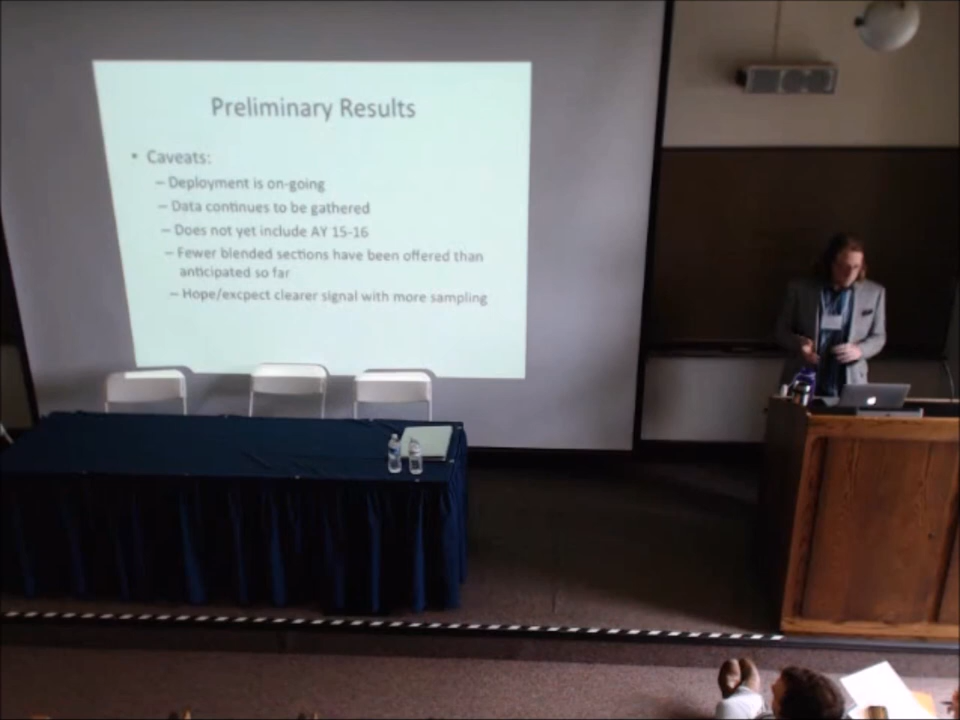 Preliminary Results
• Caveats:
– Deployment is on-going
– Data continues to be gathered
– Does not yet include AY 15-16
– Fewer blended sections have been offered than
anticipated so far
– Hope/excpect clearer signal with more sampling